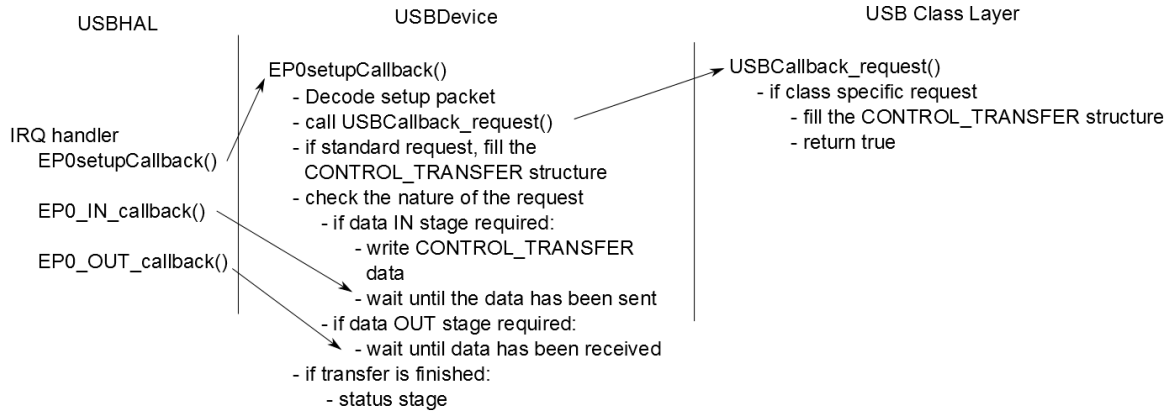 USBHAL
USBDevice
USB Class Layer
IRQ handler
EP0setupCallback()
EP0_IN_callback()
EP0_OUT_callback()
EP0setupCallback()
- Decode setup packet
- call USBCallback_request()
- if standard request, fill the
CONTROL_TRANSFER structure
- check the nature of the request
- if data IN stage required:
- write CONTROL_TRANSFER
data
- wait until the data has been sent
- if data OUT stage required:
- wait until data has been received
- if transfer is finished:
- status stage
USBCallback_request()
- if class specific request
- fill the CONTROL_TRANSFER structure
- return true